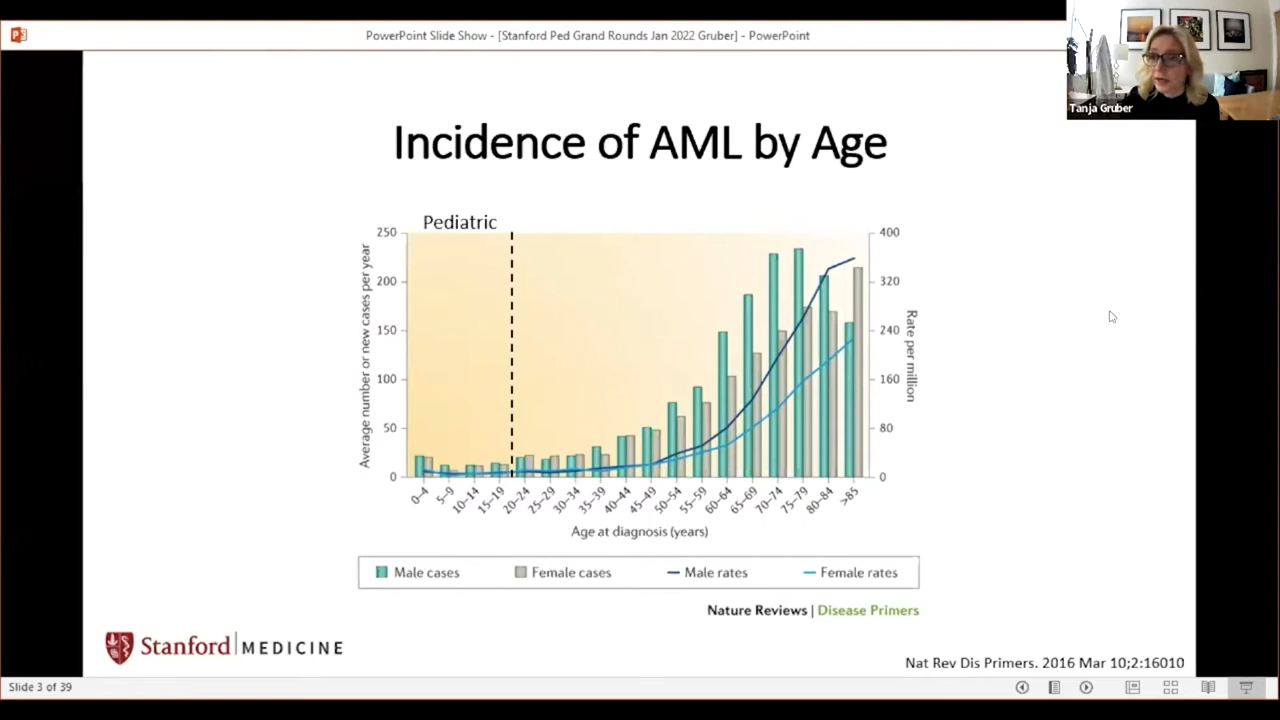 PowerPoint Slide Show - [Stanford Ped Grand Rounds Jan 2022 Gruber] - PowerPoint
Tanja Gruber
Incidence of AML by Age
Pediatric
Average number or new cases per year
250
200
150
100
50
0
400
320
240
160
80
0
Rate per million
0–4
5–9
10–14
15–19
20–24
25–29
30–34
35–39
40–44
45–49
50–54
55–59
60–64
65–69
70–74
75–79
80–84
>85
Age at diagnosis (years)
Male cases
Female cases
Male rates
Female rates
Nature Reviews | Disease Primers
Stanford MEDICINE
Nat Rev Dis Primers. 2016 Mar 10;2:16010
Slide 3 of 39